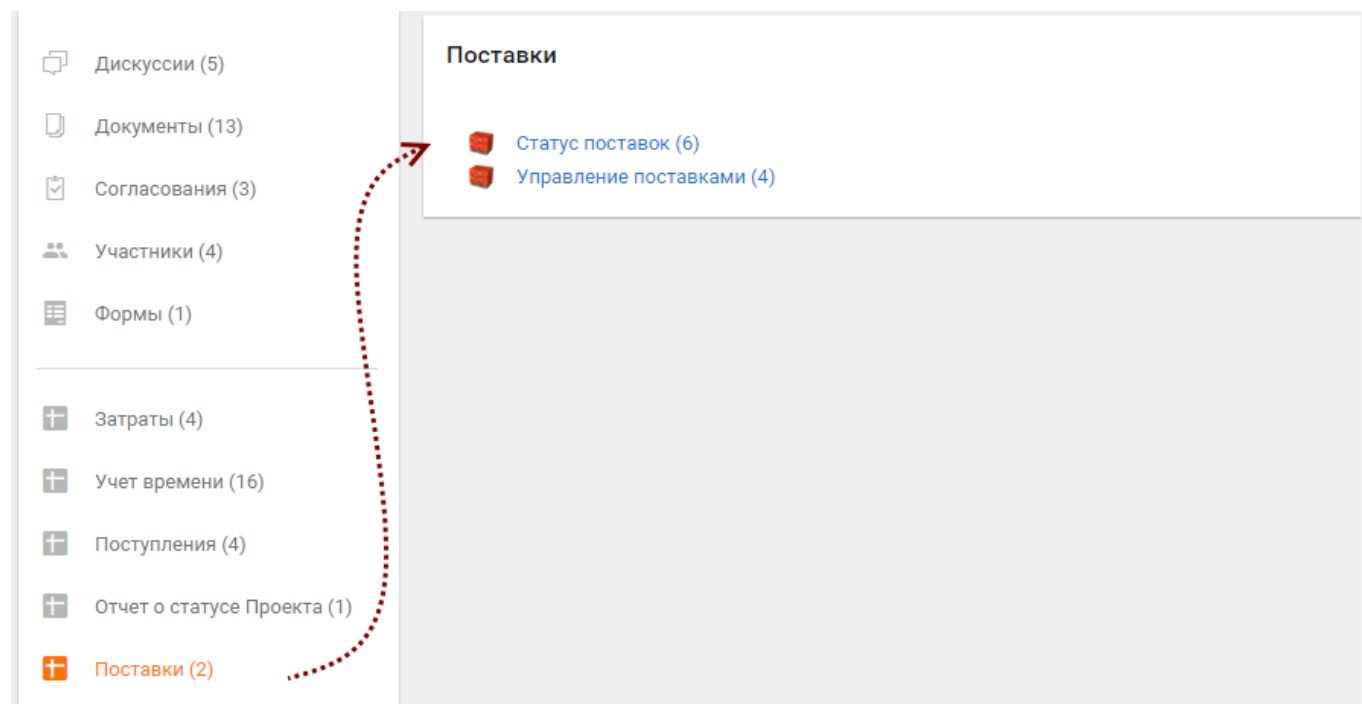 Дискуссии (5)
Документы (13)
Согласования (3)
Участники (4)
Формы (1)
Затраты (4)
Учет времени (16)
Поступления (4)
Отчет о статусе Проекта (1)
Поставки (2)
Поставки
Статус поставок (6)
Управление поставками (4)